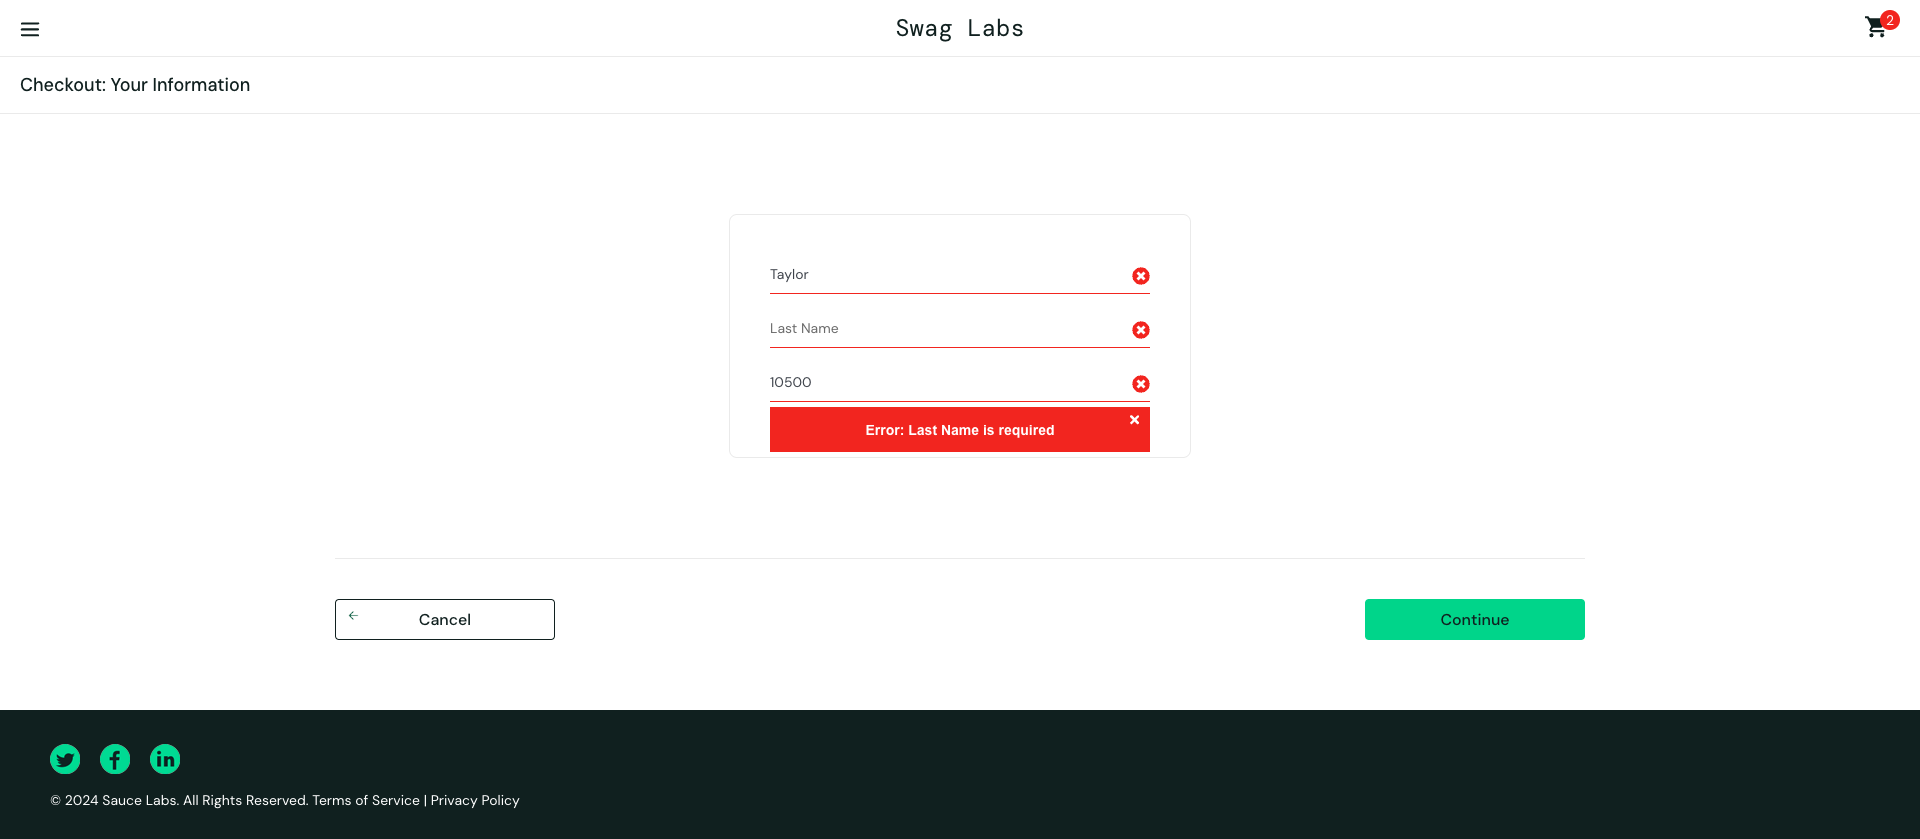 Swag Labs
2
Checkout: Your Information
Taylor
Last Name
10500
Error: Last Name is required
Cancel
Continue
© 2024 Sauce Labs. All Rights Reserved. Terms of Service | Privacy Policy